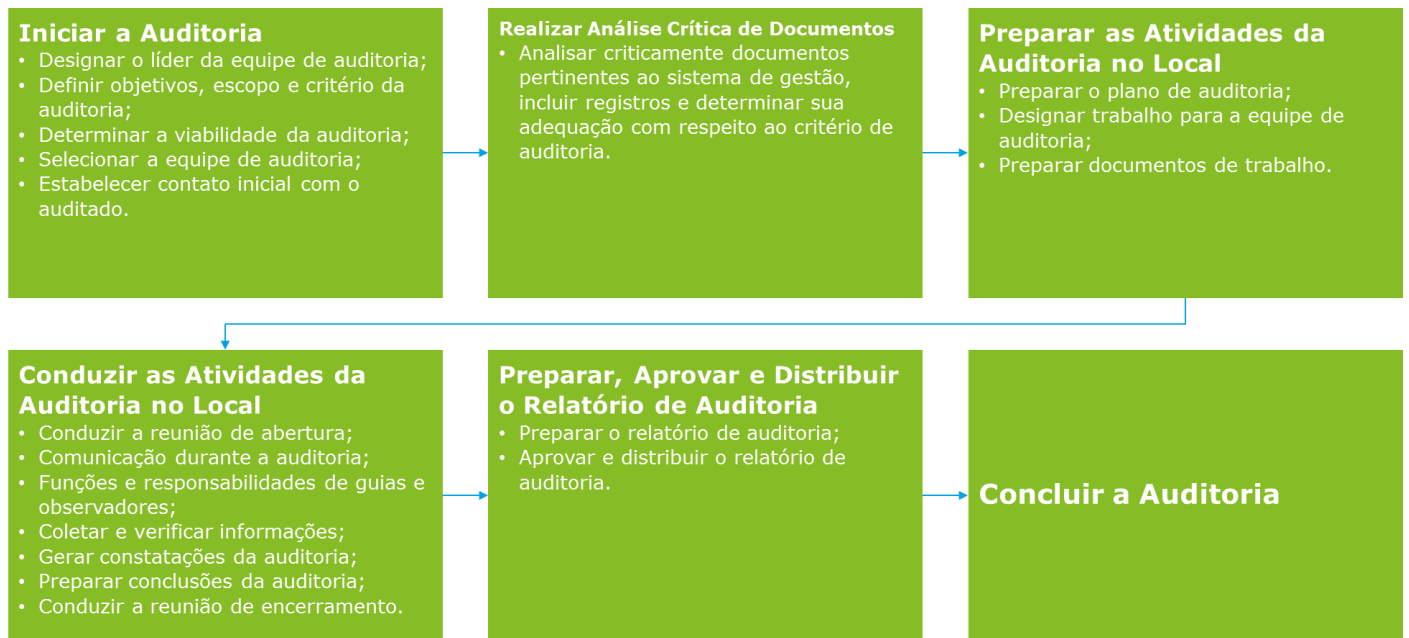 Iniciar a Auditoria
• Designar o líder da equipe de auditoria;
• Definir objetivos, escopo e critério da
auditoria;
• Determinar a viabilidade da auditoria;
• Selecionar a equipe de auditoria;
• Estabelecer contato inicial com o
auditado.
Realizar Análise Crítica de Documentos
• Analisar criticamente documentos
pertinentes ao sistema de gestão,
incluir registros e determinar sua
adequação com respeito ao critério de
auditoria.
Preparar as Atividades da
Auditoria no Local
• Preparar o plano de auditoria;
• Designar trabalho para a equipe de
auditoria;
• Preparar documentos de trabalho.
Conduzir as Atividades da
Auditoria no Local
• Conduzir a reunião de abertura;
• Comunicação durante a auditoria;
• Funções e responsabilidades de guias e
observadores;
• Coletar e verificar informações;
• Gerar constatações da auditoria;
• Preparar conclusões da auditoria;
• Conduzir a reunião de encerramento.
Preparar, Aprovar e Distribuir
o Relatório de Auditoria
• Preparar o relatório de auditoria;
• Aprovar e distribuir o relatório de
auditoria.
Concluir a Auditoria